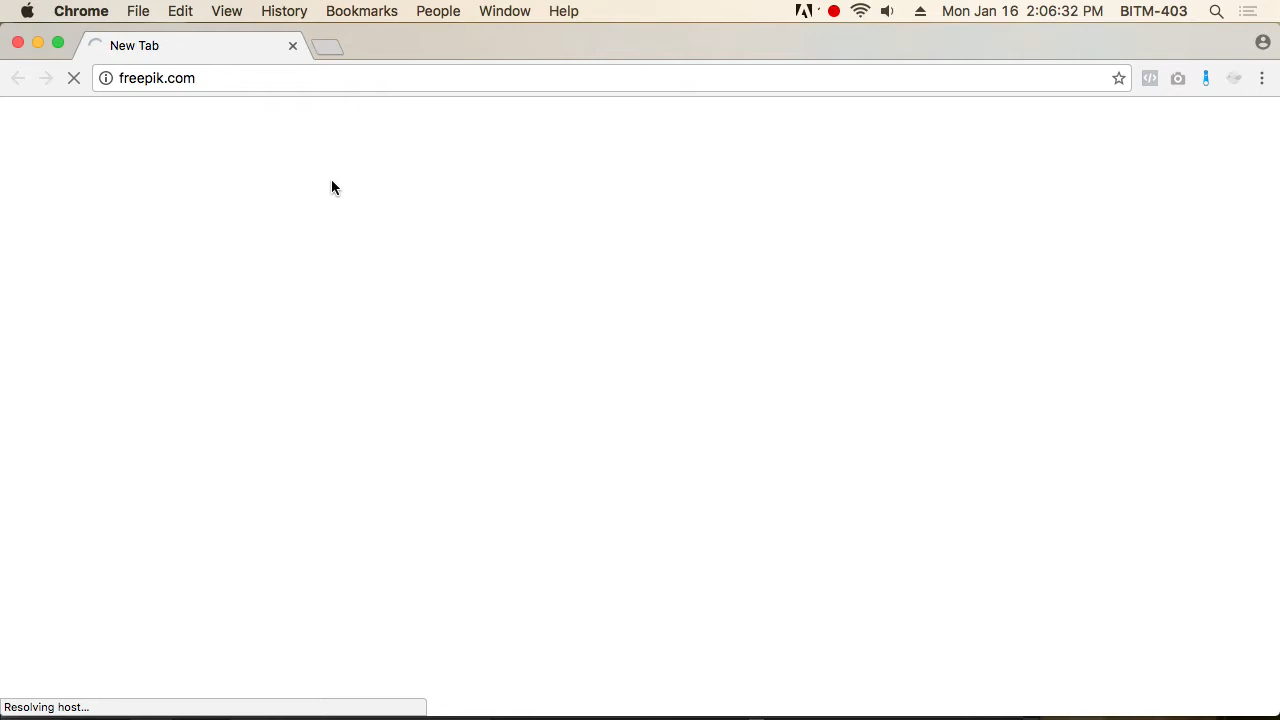 Chrome File Edit View History Bookmarks People Window Help Mon Jan 16 2:06:32 PM BITM-403
New Tab
freepik.com
Resolving host...